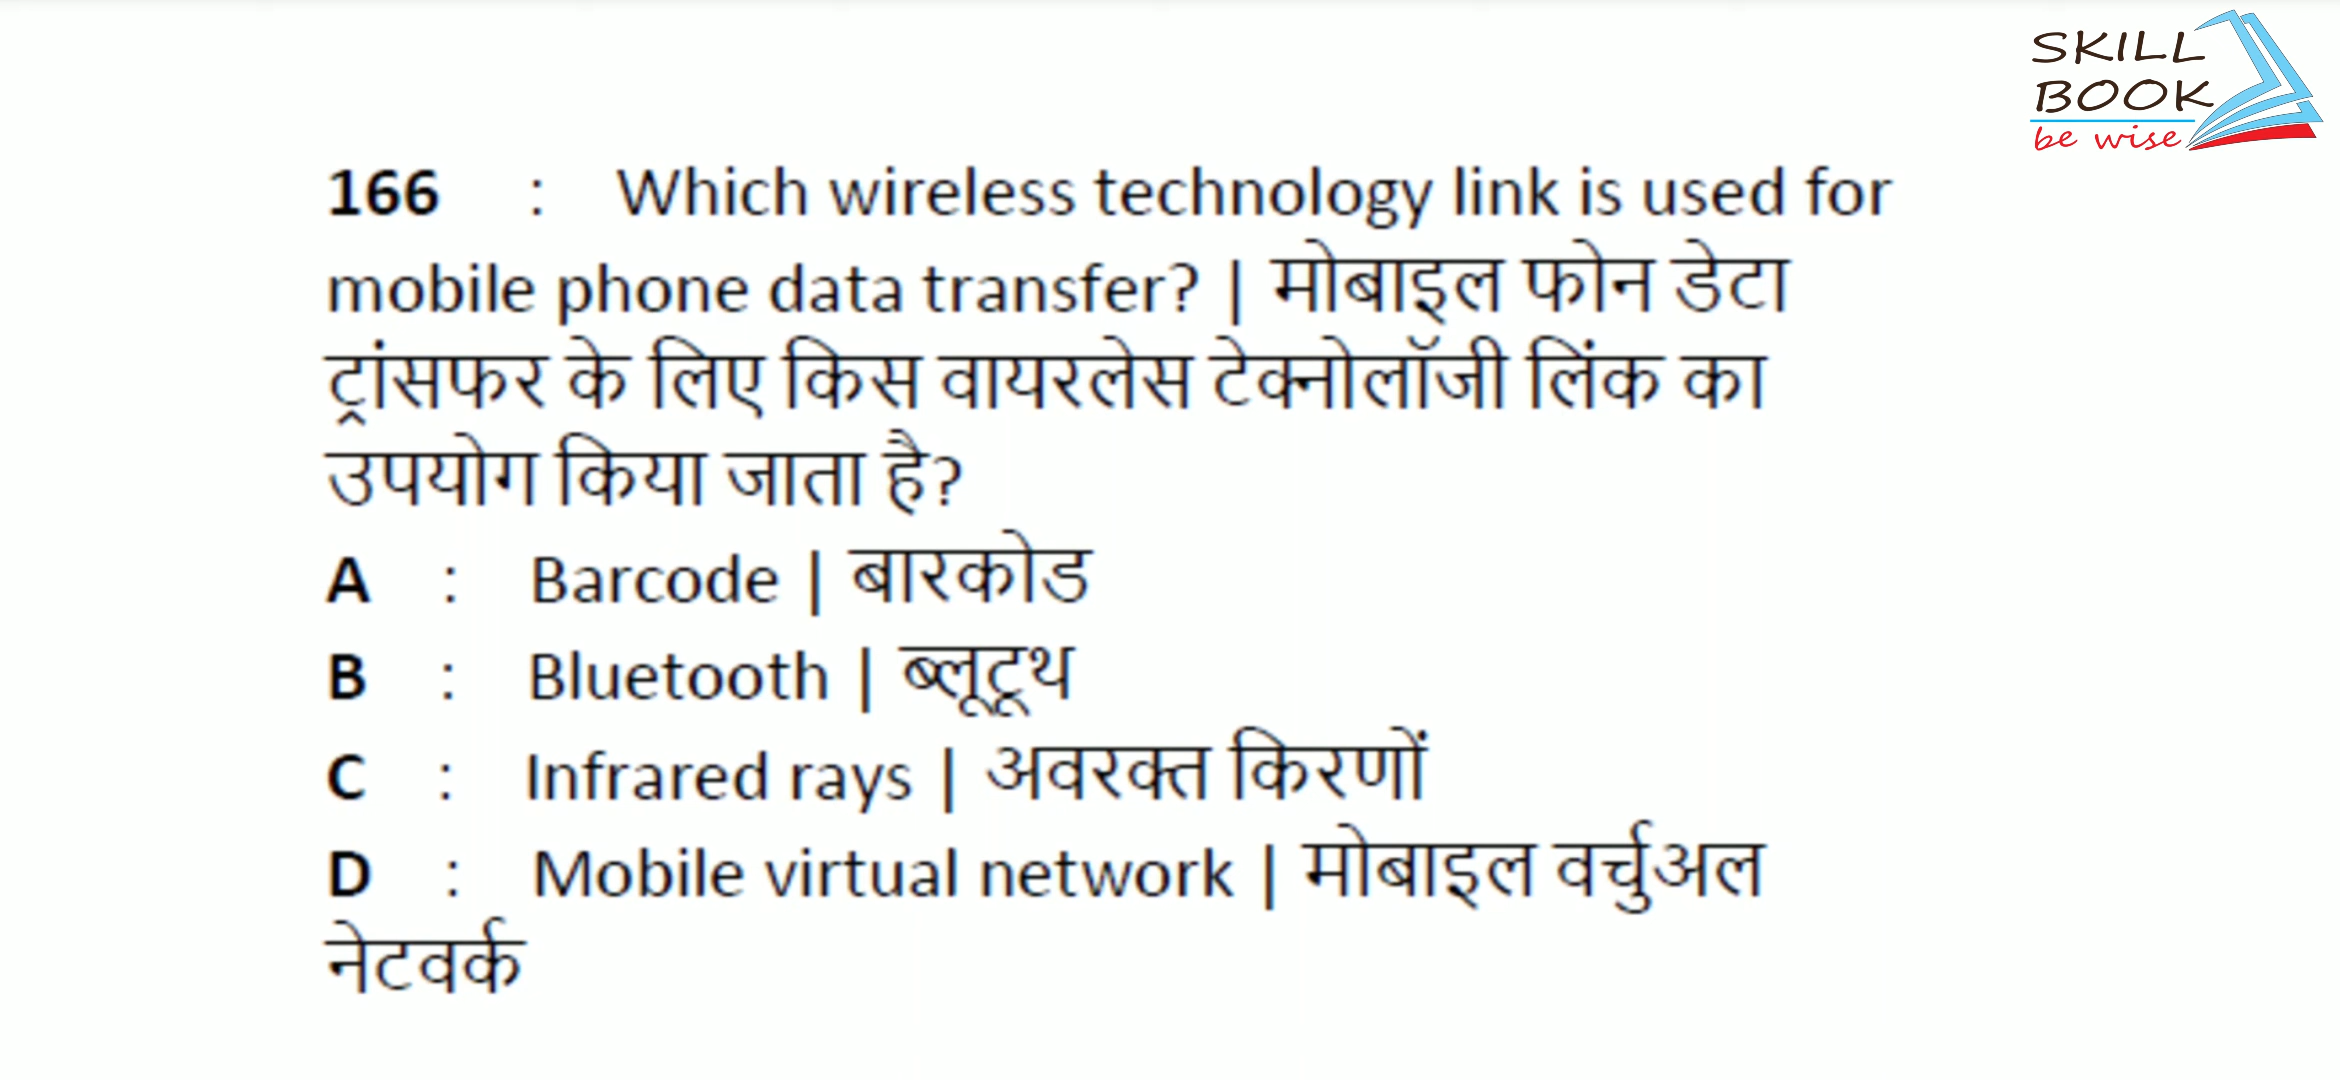 SKILL
BOOK
be wise
166 : Which wireless technology link is used for
mobile phone data transfer? | मोबाइल फोन डेटा
ट्रांसफर के लिए किस वायरलेस टेक्नोलॉजी लिंक का
उपयोग किया जाता है?
A : Barcode | बारकोड
B : Bluetooth | ब्लूटूथ
C : Infrared rays | अवरक्त किरणों
D : Mobile virtual network | मोबाइल वर्चुअल
नेटवर्क